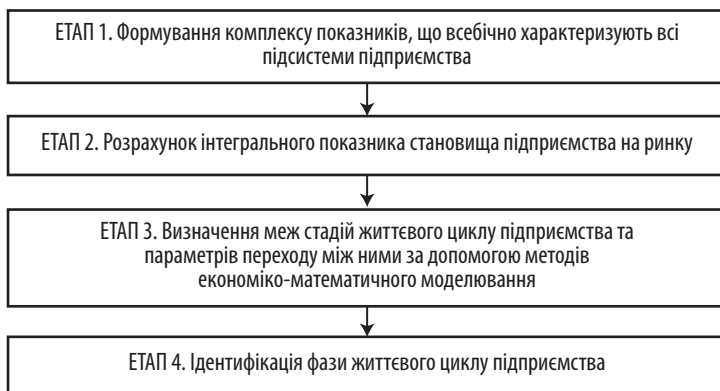 ЕТАП 1. Формування комплексу показників, що всебічно характеризують всі
підсистеми підприємства
ЕТАП 2. Розрахунок інтегрального показника становища підприємства на ринку
ЕТАП 3. Визначення меж стадій життєвого циклу підприємства та
параметрів переходу між ними за допомогою методів
економіко-математичного моделювання
ЕТАП 4. Ідентифікація фази життєвого циклу підприємства